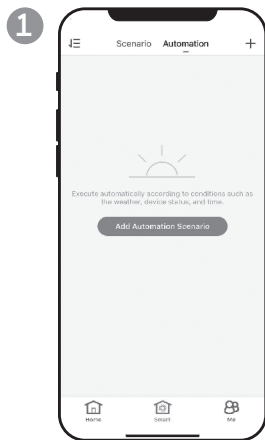 1
Scenario Automation +
Execute automatically according to conditions such as
the weather, device status, and time.
Add Automation Scenario
Home Smart Me